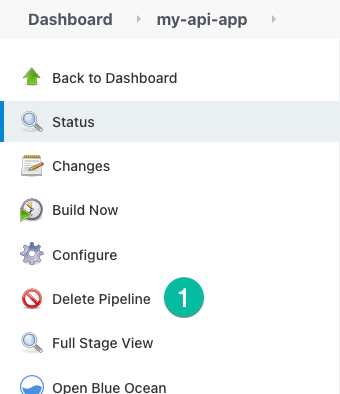 Dashboard my-api-app
Back to Dashboard
Status
Changes
Build Now
Configure
Delete Pipeline 1
Full Stage View
Open Blue Ocean